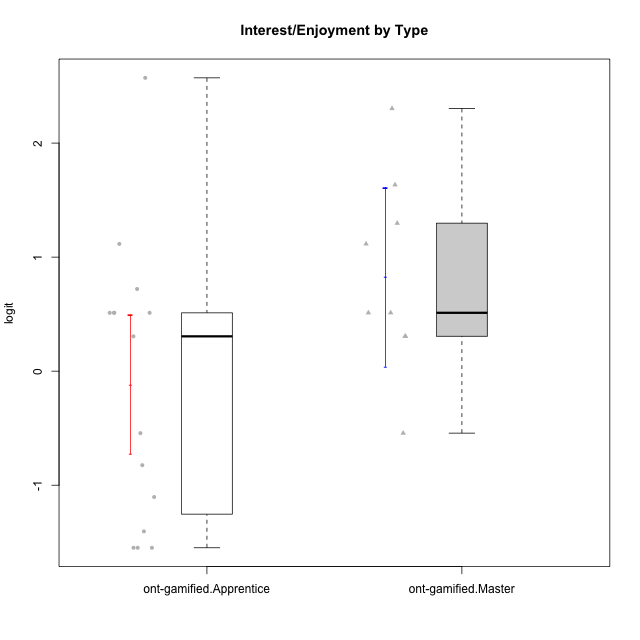 Interest/Enjoyment by Type
logit
2
1
0
-1
ont-gamified.Apprentice
ont-gamified.Master